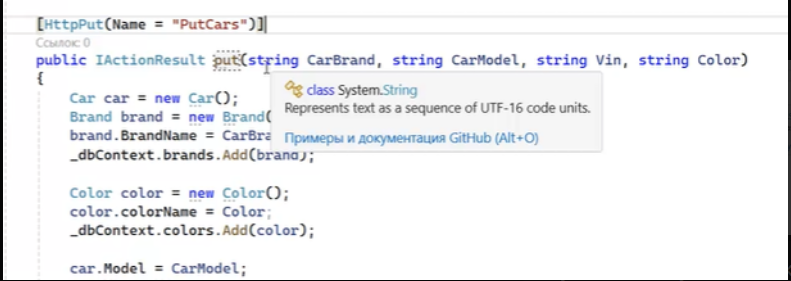 [HttpPut(Name = "PutCars")]
Ссылок: 0
public IActionResult put(string CarBrand, string CarModel, string Vin, string Color)
{
Car car = new Car();
Brand brand = new Brand(
brand.BrandName = CarBra
_dbContext.brands.Add(brand);
class System.String
Represents text as a sequence of UTF-16 code units.
Примеры и документация GitHub (Alt+O)
Color color = new Color();
color.colorName = Color;
_dbContext.colors.Add(color);
car.Model = CarModel;